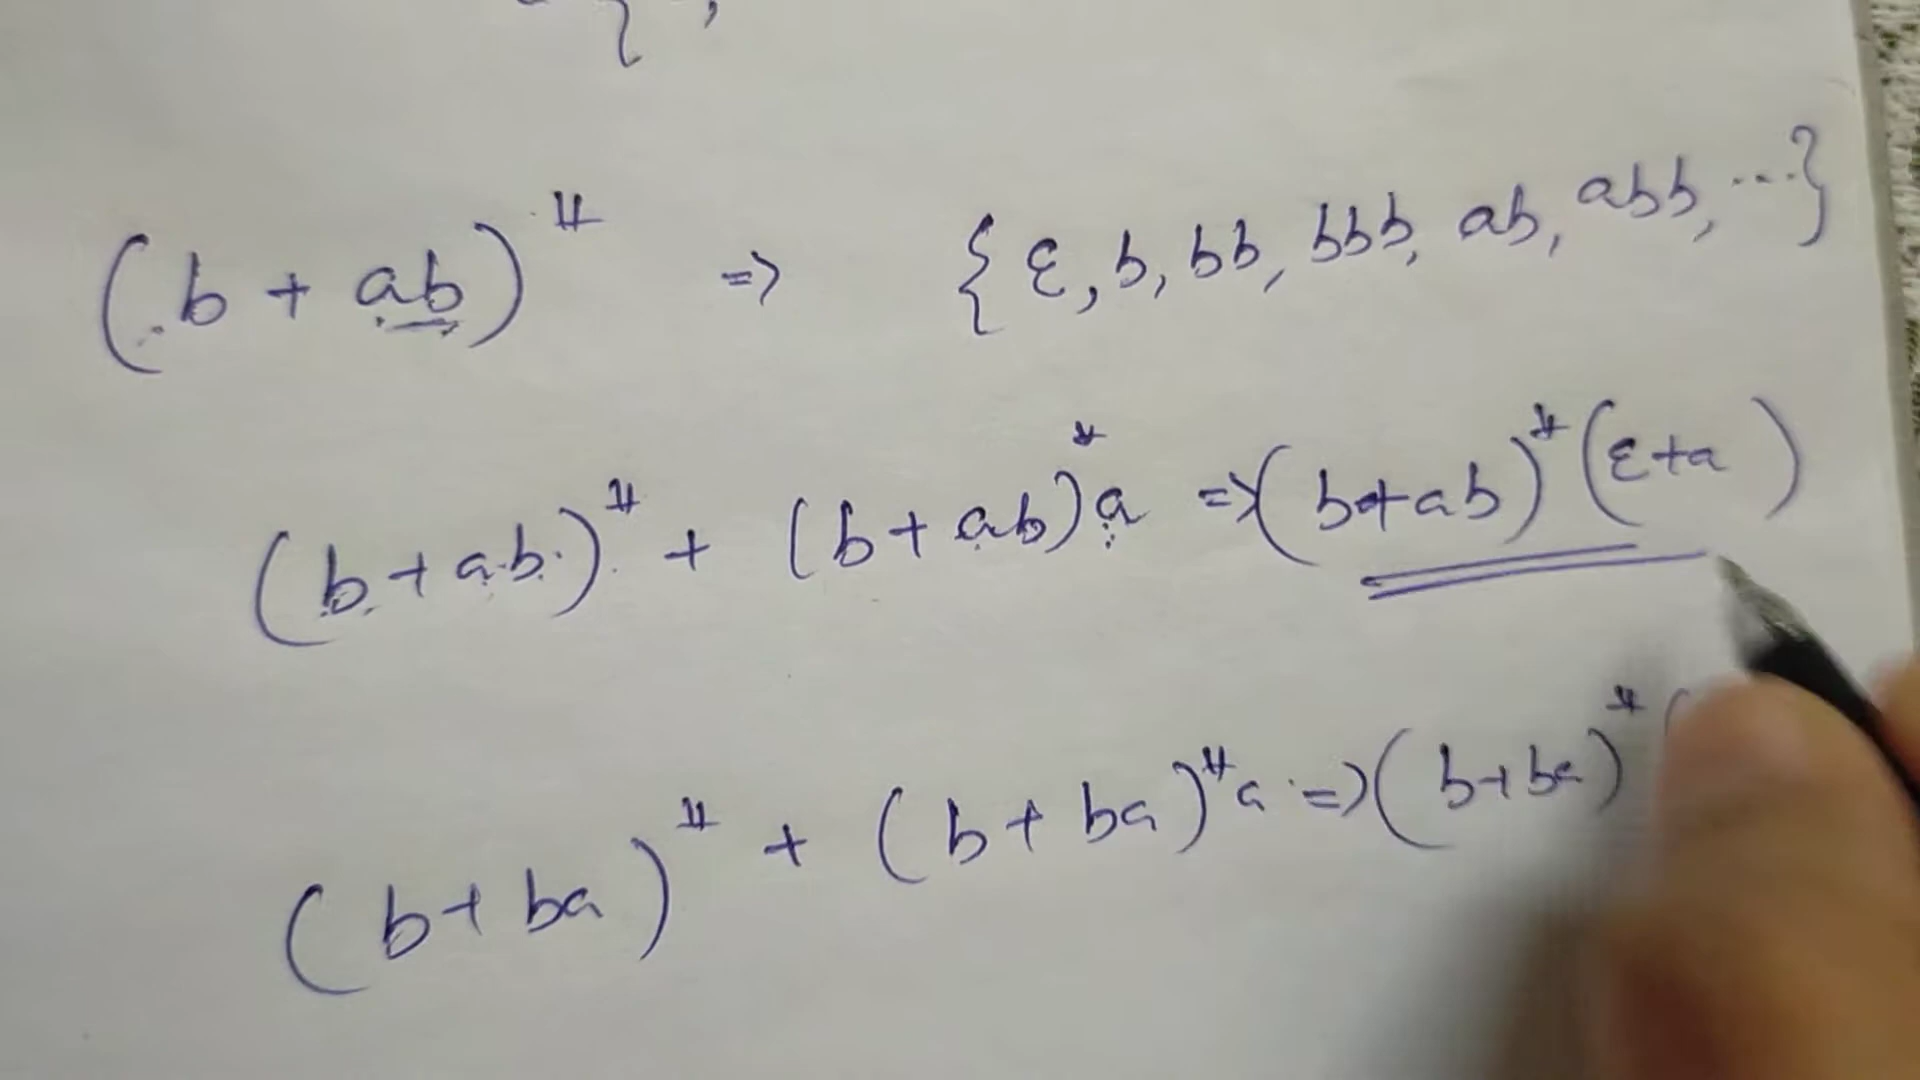 },
(b + ab)* => {ε, b, bb, bbb, ab, abb, ...}
(b + ab)* + (b + ab)* a => (b + ab)* (ε + a)
(b + ba)* + (b + ba)* a => (b + ba)* (